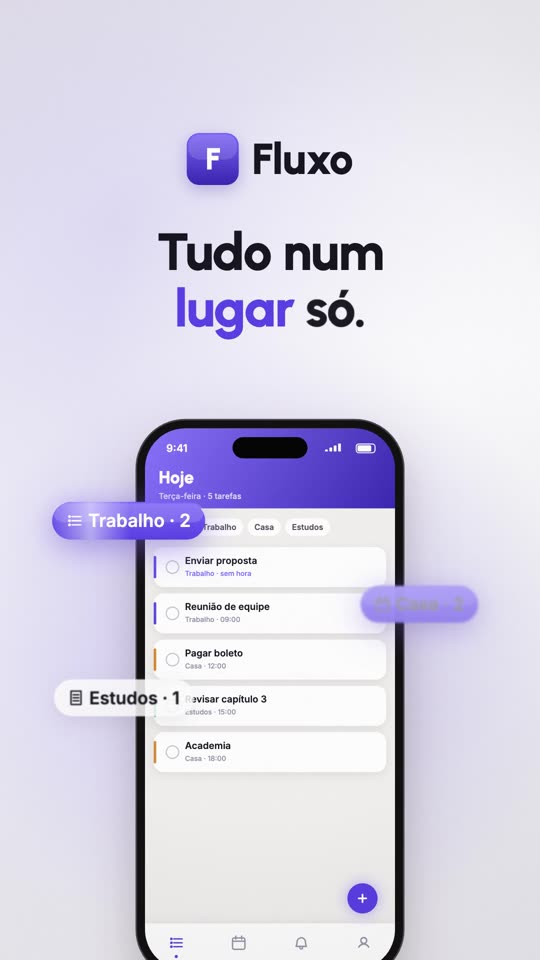 F Fluxo
Tudo num
lugar só.
9:41
Hoje
Terça-feira · 5 tarefas
Trabalho · 2
Trabalho
Casa
Estudos
Enviar proposta
Trabalho · sem hora
Reunião de equipe
Trabalho · 09:00
Casa · 2
Pagar boleto
Casa · 12:00
Estudos · 1
Revisar capítulo 3
Estudos · 15:00
Academia
Casa · 18:00
+